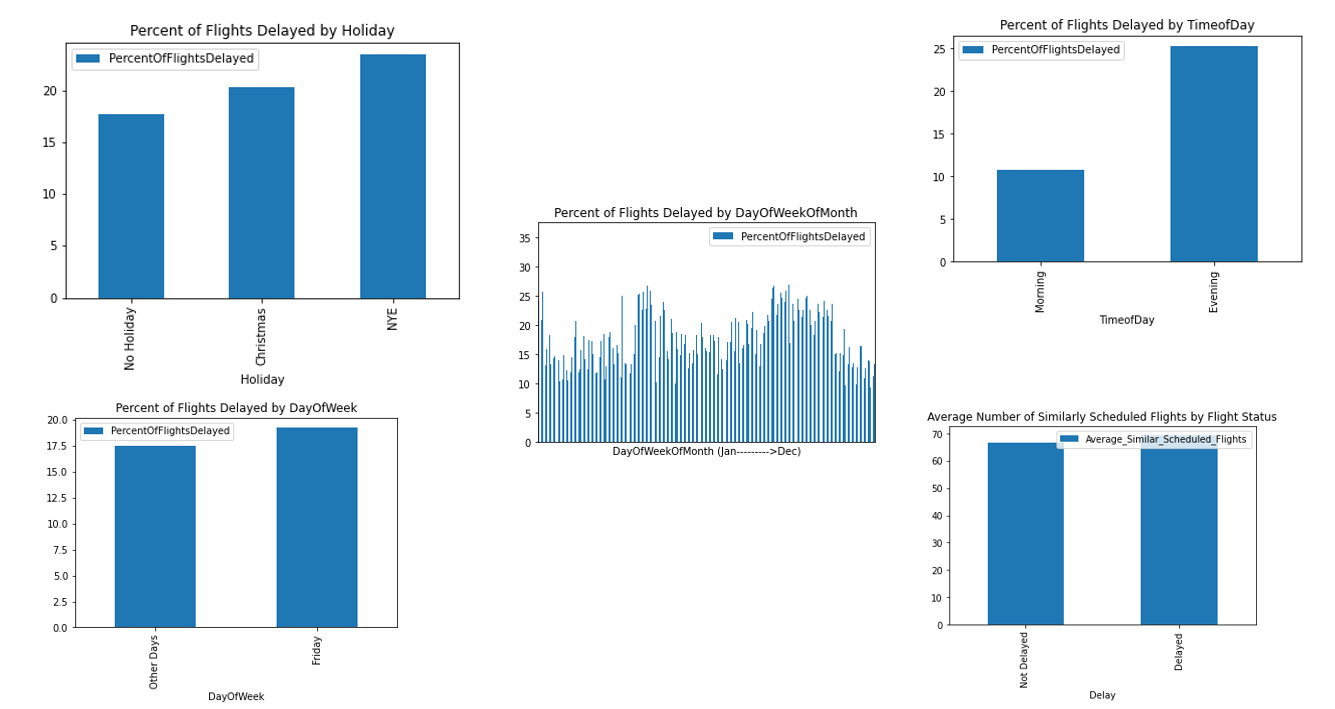 Percent of Flights Delayed by Holiday
PercentOfFlightsDelayed
20
15
10
5
0
No Holiday
Christmas
NYE
Holiday
Percent of Flights Delayed by DayOfWeek
20.0
PercentOfFlightsDelayed
17.5
15.0
12.5
10.0
7.5
5.0
2.5
0.0
Other Days
Friday
DayOfWeek
Percent of Flights Delayed by DayOfWeekOfMonth
35
PercentOfFlightsDelayed
30
25
20
15
10
5
0
DayOfWeekOfMonth (Jan--------->Dec)
Percent of Flights Delayed by TimeofDay
25
PercentOfFlightsDelayed
20
15
10
5
0
Morning
Evening
TimeofDay
Average Number of Similarly Scheduled Flights by Flight Status
70
Average_Similar_Scheduled_Flights
60
50
40
30
20
10
0
Not Delayed
Delayed
Delay